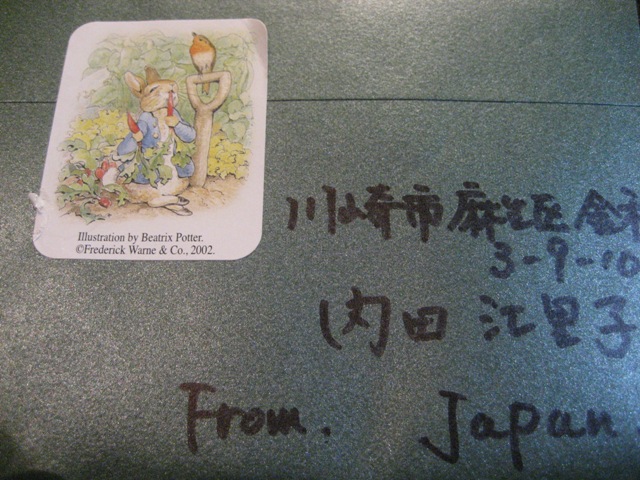 Illustration by Beatrix Potter.
©Frederick Warne & Co., 2002.
川崎市麻生区金
3-9-10
内田 江里子
From. Japan.